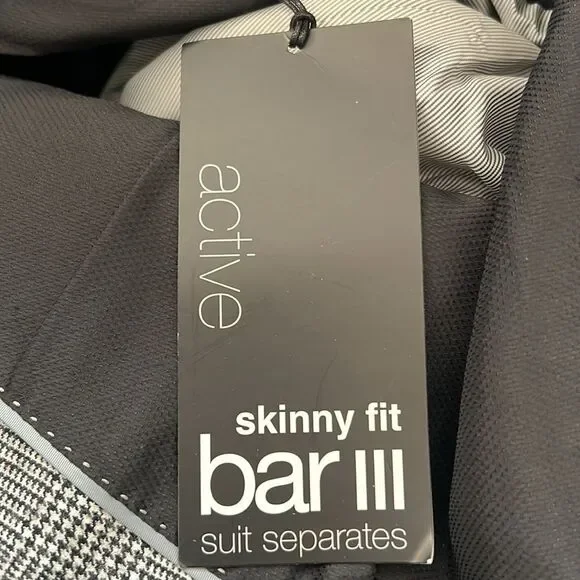 active
skinny fit
bar III
suit separates